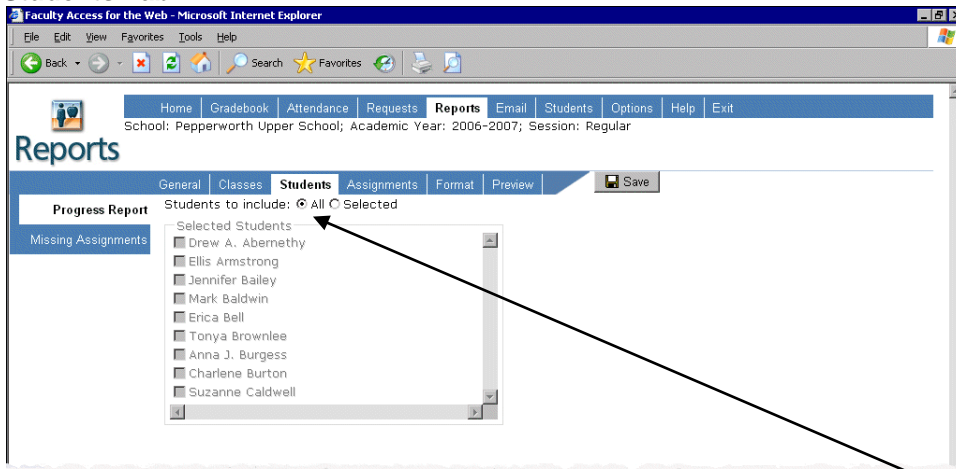 Faculty Access for the Web - Microsoft Internet Explorer
File Edit View Favorites Tools Help
Back Search Favorites
Home Gradebook Attendance Requests Reports Email Students Options Help Exit
School: Pepperworth Upper School; Academic Year: 2006-2007; Session: Regular
Reports
General Classes Students Assignments Format Preview Save
Progress Report
Missing Assignments
Students to include: All Selected
Selected Students
Drew A. Abernethy
Ellis Armstrong
Jennifer Bailey
Mark Baldwin
Erica Bell
Tonya Brownlee
Anna J. Burgess
Charlene Burton
Suzanne Caldwell